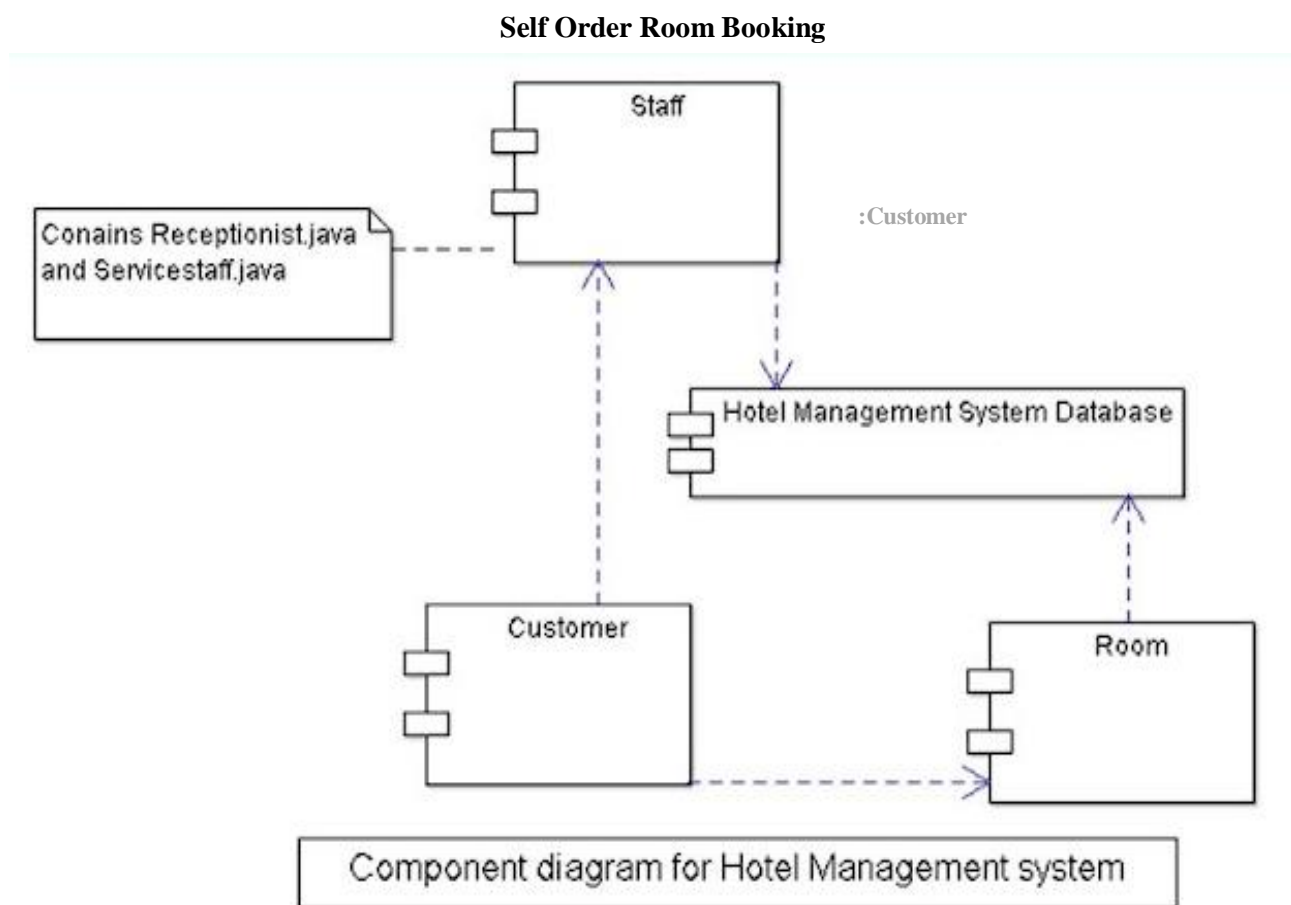 Self Order Room Booking
Staff
:Customer
Conains Receptionist.java
and Servicestaff.java
Hotel Management System Database
Customer
Room
Component diagram for Hotel Management system